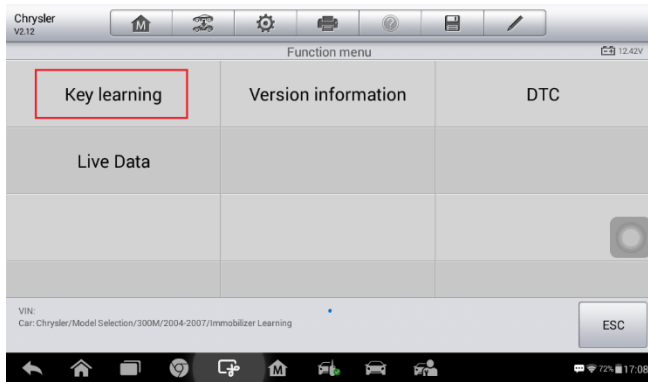 Chrysler
V2.12
M
Function menu
12.42V
Key learning
Version information
DTC
Live Data
VIN:
Car: Chrysler/Model Selection/300M/2004-2007/Immobilizer Learning
ESC
M
72%
17:08